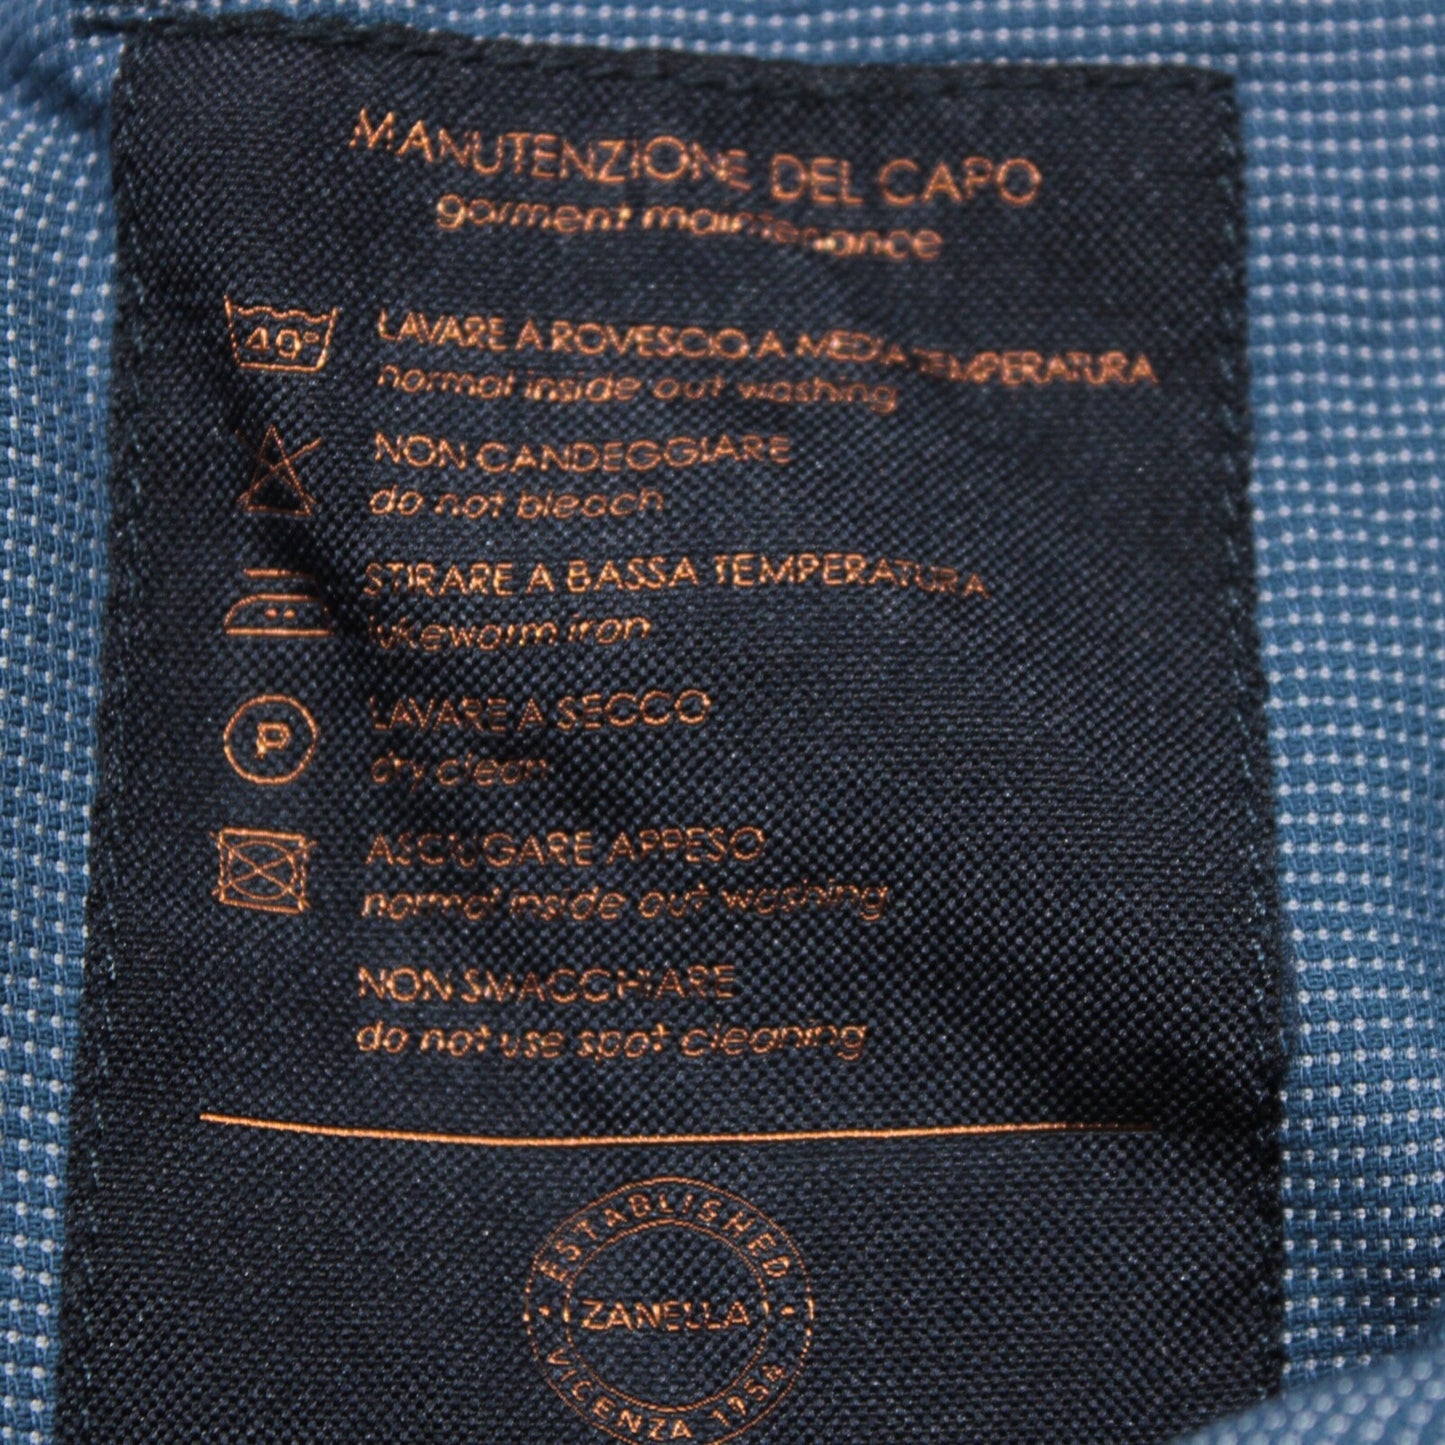 MANUTENZIONE DEL CAPO
garment maintenance
40°
LAVARE A ROVESCIO A MEDIA TEMPERATURA
normal inside out washing
NON CANDEGGIARE
do not bleach
STIRARE A BASSA TEMPERATURA
lukewarm iron
P
LAVARE A SECCO
dry clean
ASCIUGARE APPESO
normal inside out washing
NON SMACCHIARE
do not use spot cleaning
ESTABLISHED
ZANELLA
VICENZA 1954